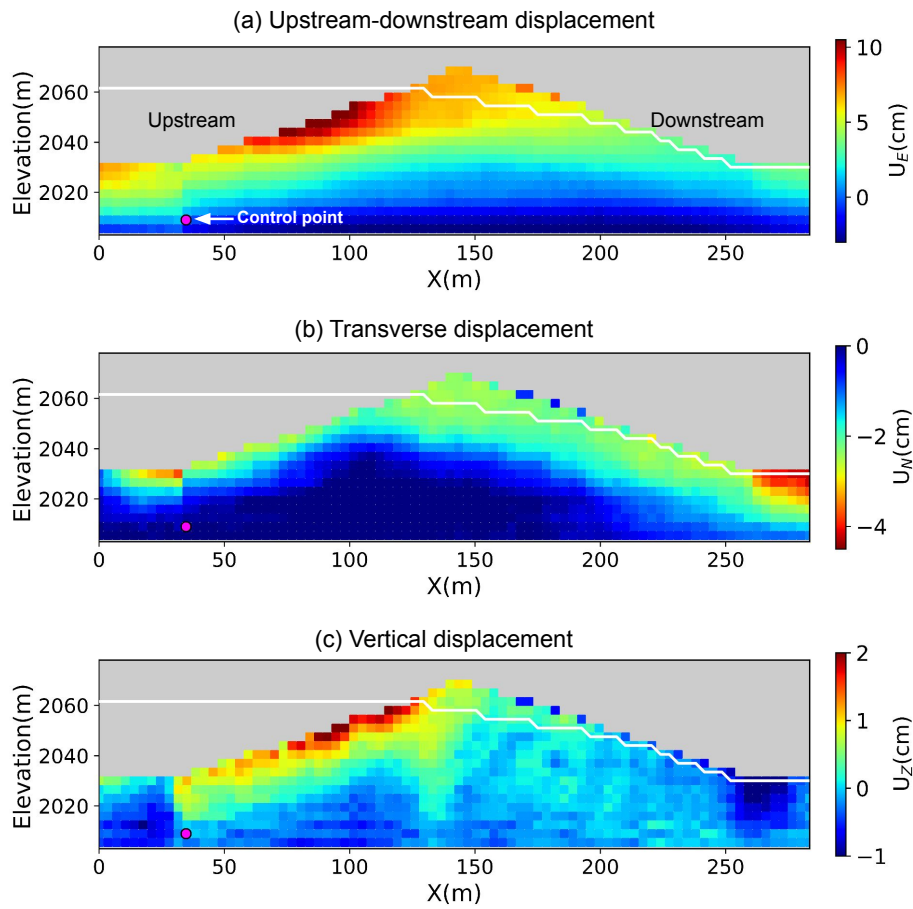 (a) Upstream-downstream displacement
Elevation(m)
2060
2040
2020
Upstream
Downstream
Control point
0 50 100 150 200 250
X(m)
10
5
0
U_E(cm)
(b) Transverse displacement
Elevation(m)
2060
2040
2020
0 50 100 150 200 250
X(m)
0
−2
−4
U_N(cm)
(c) Vertical displacement
Elevation(m)
2060
2040
2020
0 50 100 150 200 250
X(m)
2
1
0
−1
U_Z(cm)